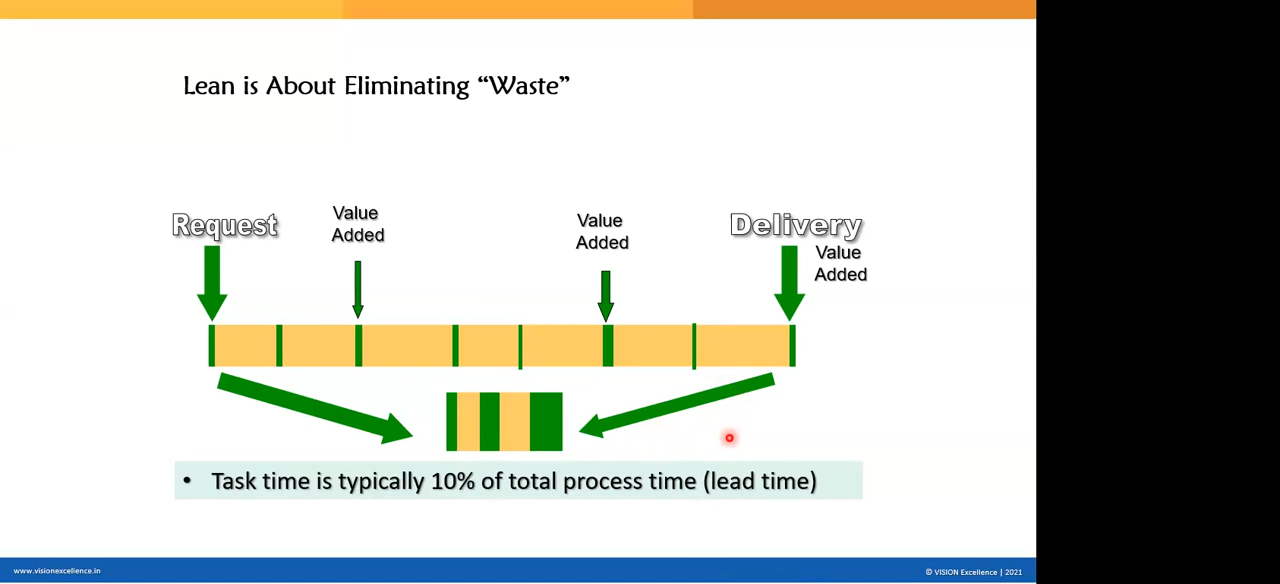 Lean is About Eliminating “Waste”
Request
Value
Added
Value
Added
Delivery
Value
Added
• Task time is typically 10% of total process time (lead time)
www.visionexcellence.in
© VISION Excellence | 2021